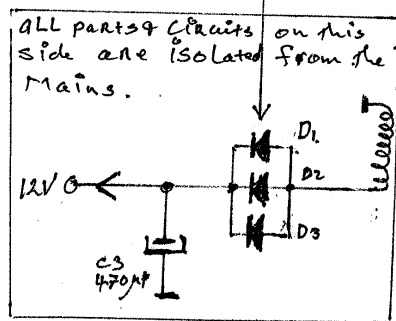 ALL parts & Circuits on this
side are isolated from the
Mains.
D1
12V
D2
D3
C3
470µf